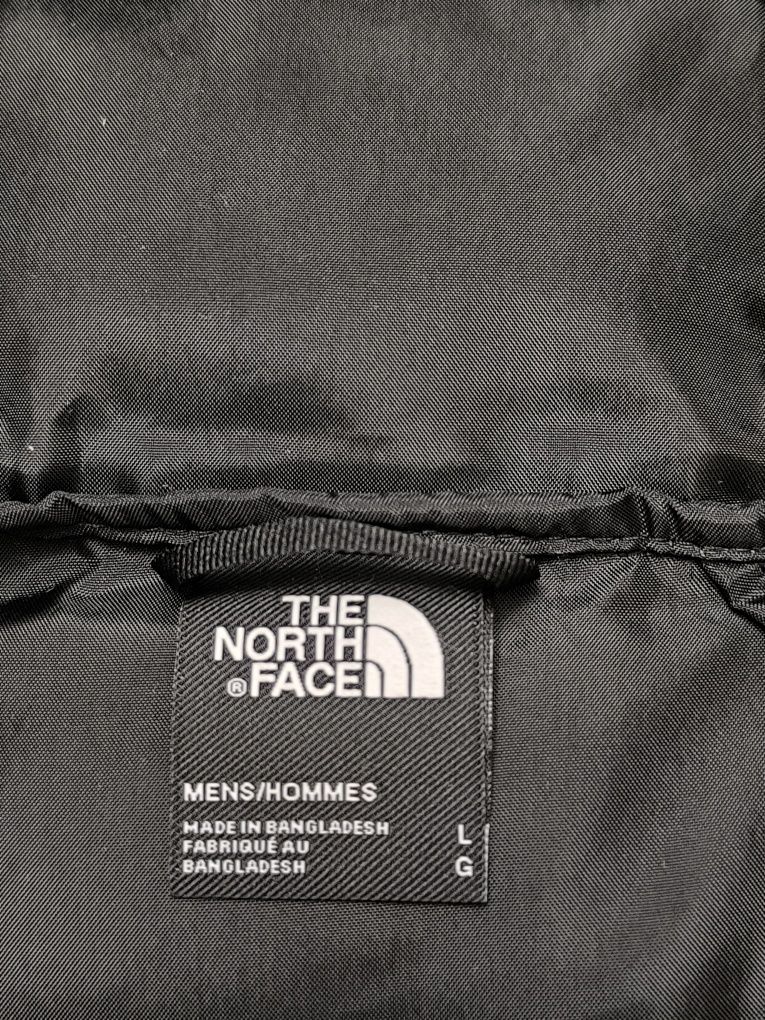 THE
NORTH
® FACE
MENS/HOMMES
MADE IN BANGLADESH
FABRIQUÉ AU
BANGLADESH
L
G